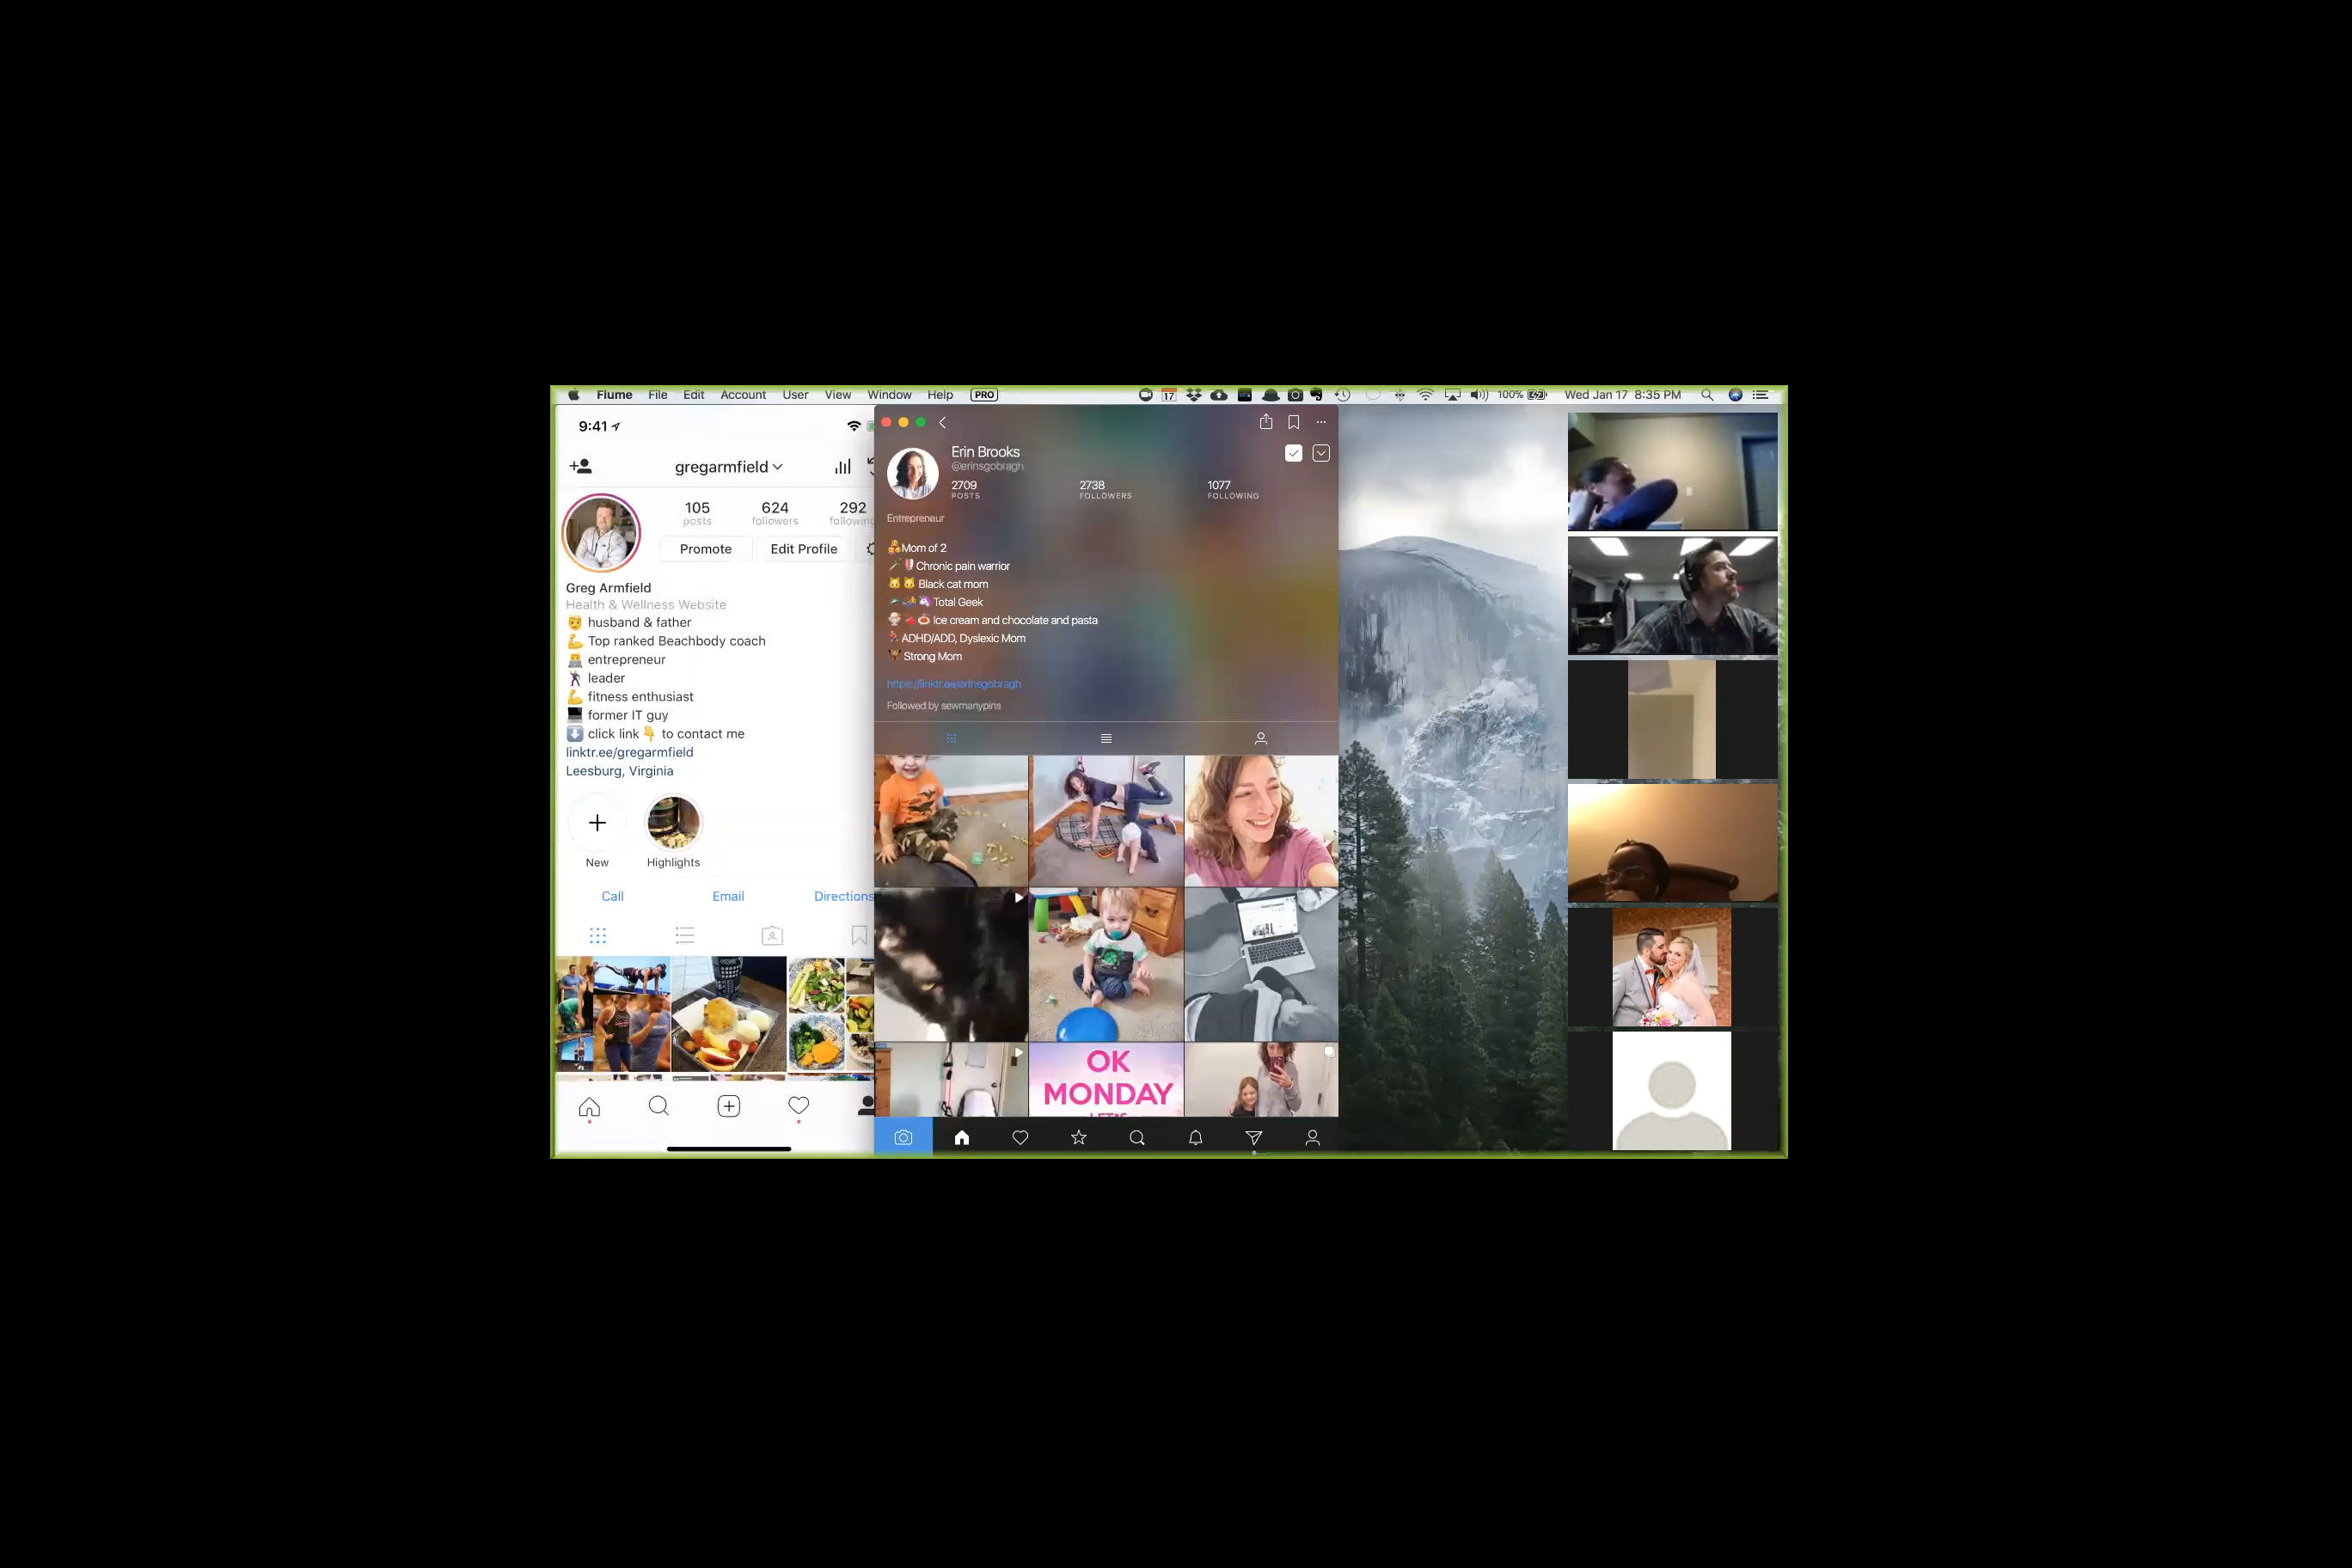 Flume File Edit Account User View Window Help PRO
17 100% Wed Jan 17 8:35 PM
9:41
gregarmfield
105 624 292
posts followers following
Promote Edit Profile
Greg Armfield
Health & Wellness Website
husband & father
Top ranked Beachbody coach
entrepreneur
leader
fitness enthusiast
former IT guy
click link to contact me
linktr.ee/gregarmfield
Leesburg, Virginia
New Highlights
Call Email Directions
Erin Brooks
@erinsgobragh
2709 2738 1077
POSTS FOLLOWERS FOLLOWING
Entrepreneur
Mom of 2
Chronic pain warrior
Black cat mom
Total Geek
Ice cream and chocolate and pasta
ADHD/ADD, Dyslexic Mom
Strong Mom
https://linktr.ee/erinsgobragh
Followed by sewmanypins
OK
MONDAY
LET'S